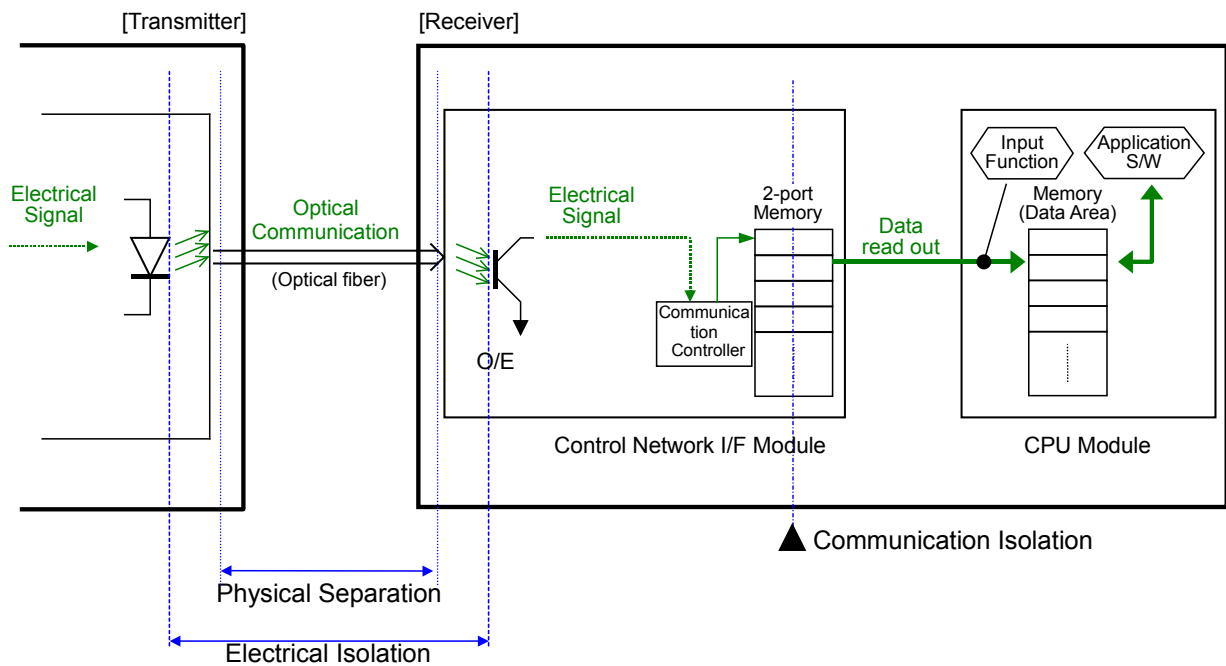 [Transmitter]
[Receiver]
Electrical
Signal
Optical
Communication
(Optical fiber)
O/E
Electrical
Signal
Communica
tion
Controller
2-port
Memory
Data
read out
Input
Function
Application
S/W
Memory
(Data Area)
Control Network I/F Module
CPU Module
Communication Isolation
Physical Separation
Electrical Isolation